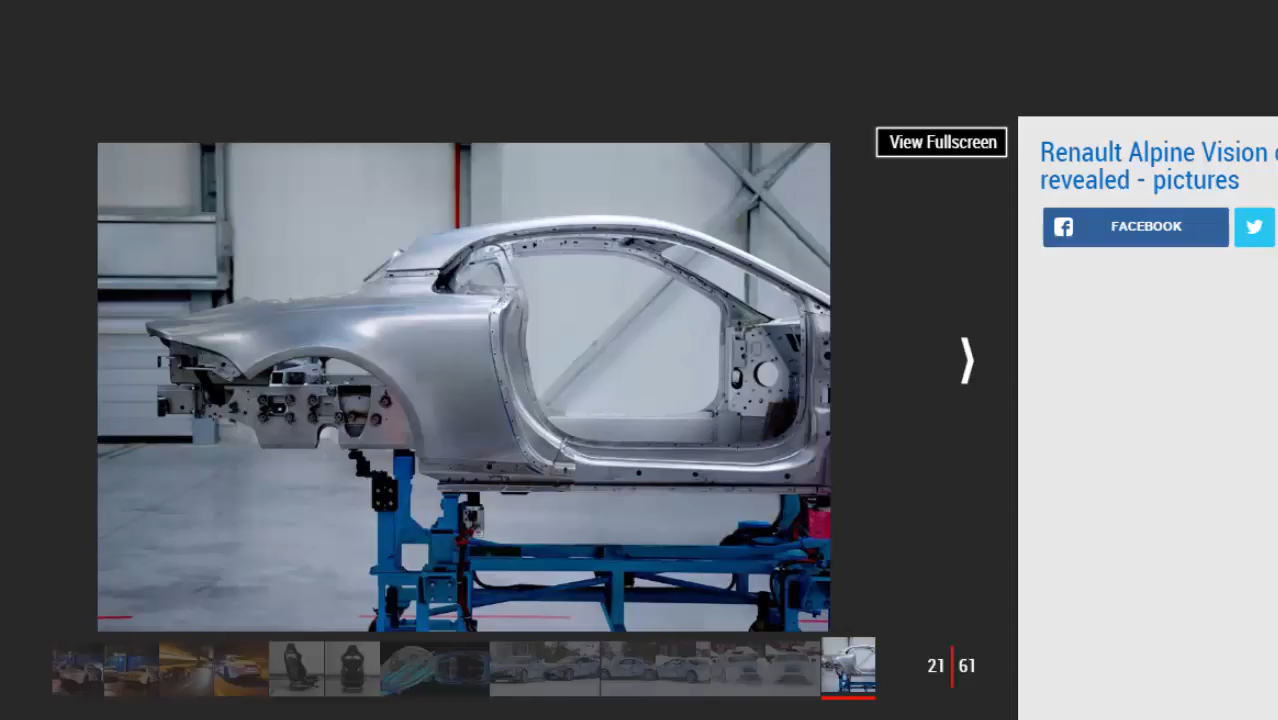 View Fullscreen
Renault Alpine Vision
revealed - pictures
FACEBOOK
21 61